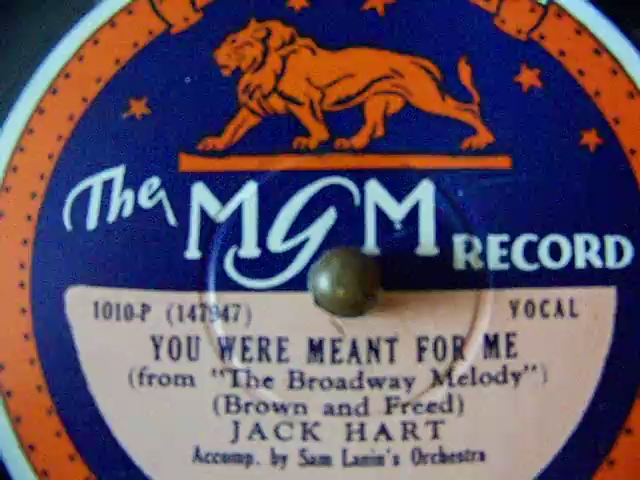 The MGM RECORD
1010-P (147947) VOCAL
YOU WERE MEANT FOR ME
(from "The Broadway Melody")
(Brown and Freed)
JACK HART
Accomp. by Sam Lanin's Orchestra